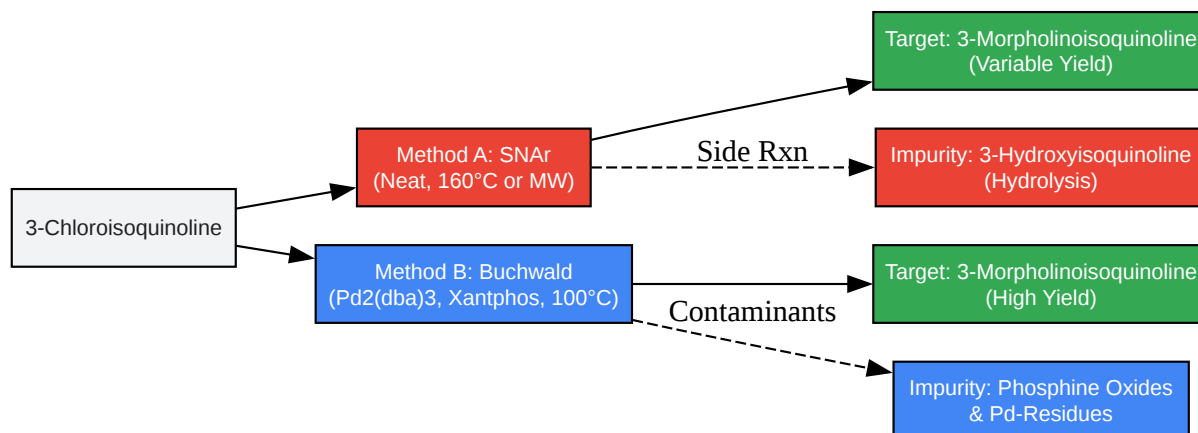 Target: 3-Morpholinoisoquinoline
(Variable Yield)
Method A: SNAr
(Neat, 160°C or MW)
Side Rxn
Impurity: 3-Hydroxyisoquinoline
(Hydrolysis)
3-Chloroisoquinoline
Method B: Buchwald
(Pd2(dba)3, Xantphos, 100°C)
Target: 3-Morpholinoisoquinoline
(High Yield)
Contaminants
Impurity: Phosphine Oxides
& Pd-Residues